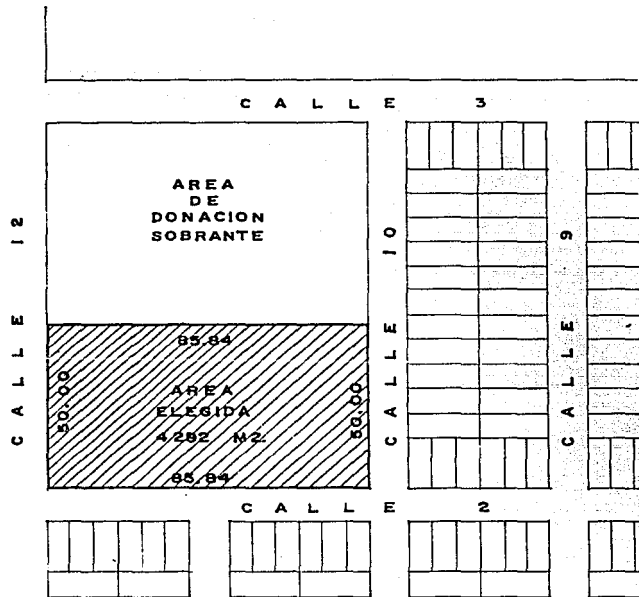 CALLE 3
AREA
DE
DONACION
SOBRANTE
CALLE 12
CALLE 10
CALLE 9
85.84
50.00
AREA
ELEGIDA
4292 M2.
50.00
85.84
CALLE 2